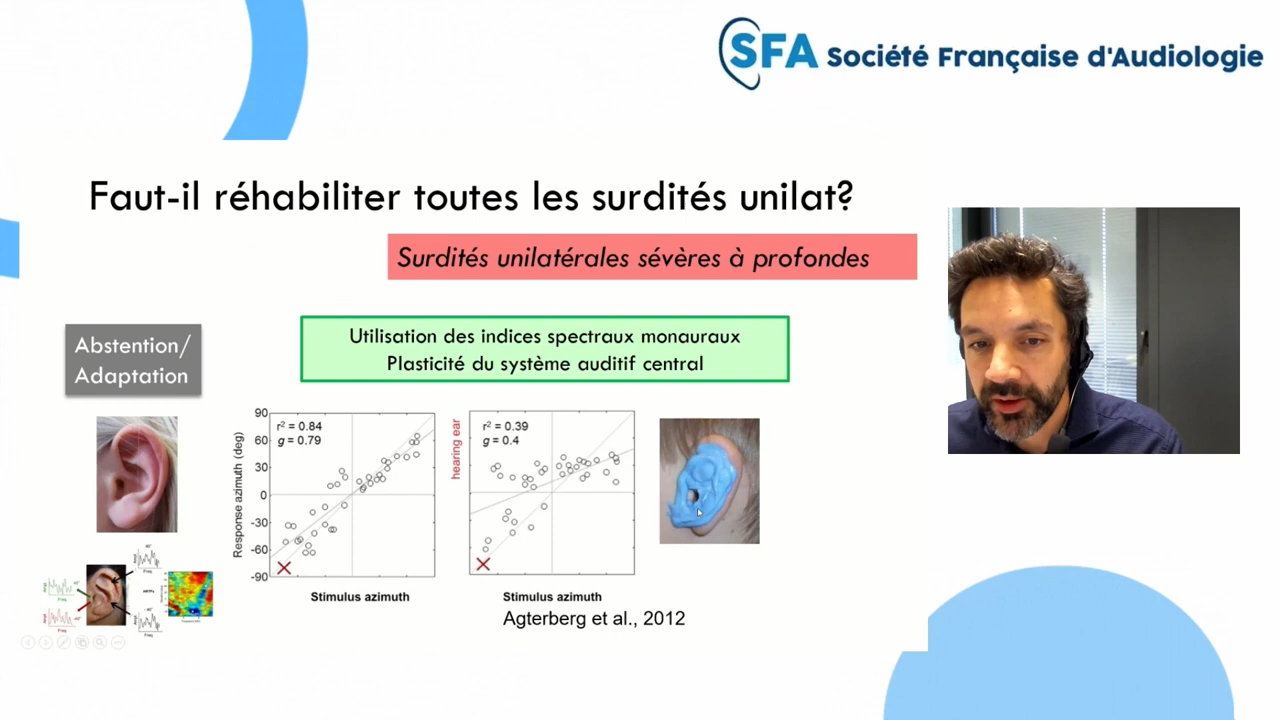 SFA Société Française d'Audiologie
Faut-il réhabiliter toutes les surdités unilat?
Surdités unilatérales sévères à profondes
Abstention/
Adaptation
Utilisation des indices spectraux monauraux
Plasticité du système auditif central
90
60
30
0
-30
-60
-90
Response azimuth (deg)
r² = 0.84
g = 0.79
Stimulus azimuth
hearing ear
r² = 0.39
g = 0.4
Stimulus azimuth
Agterberg et al., 2012